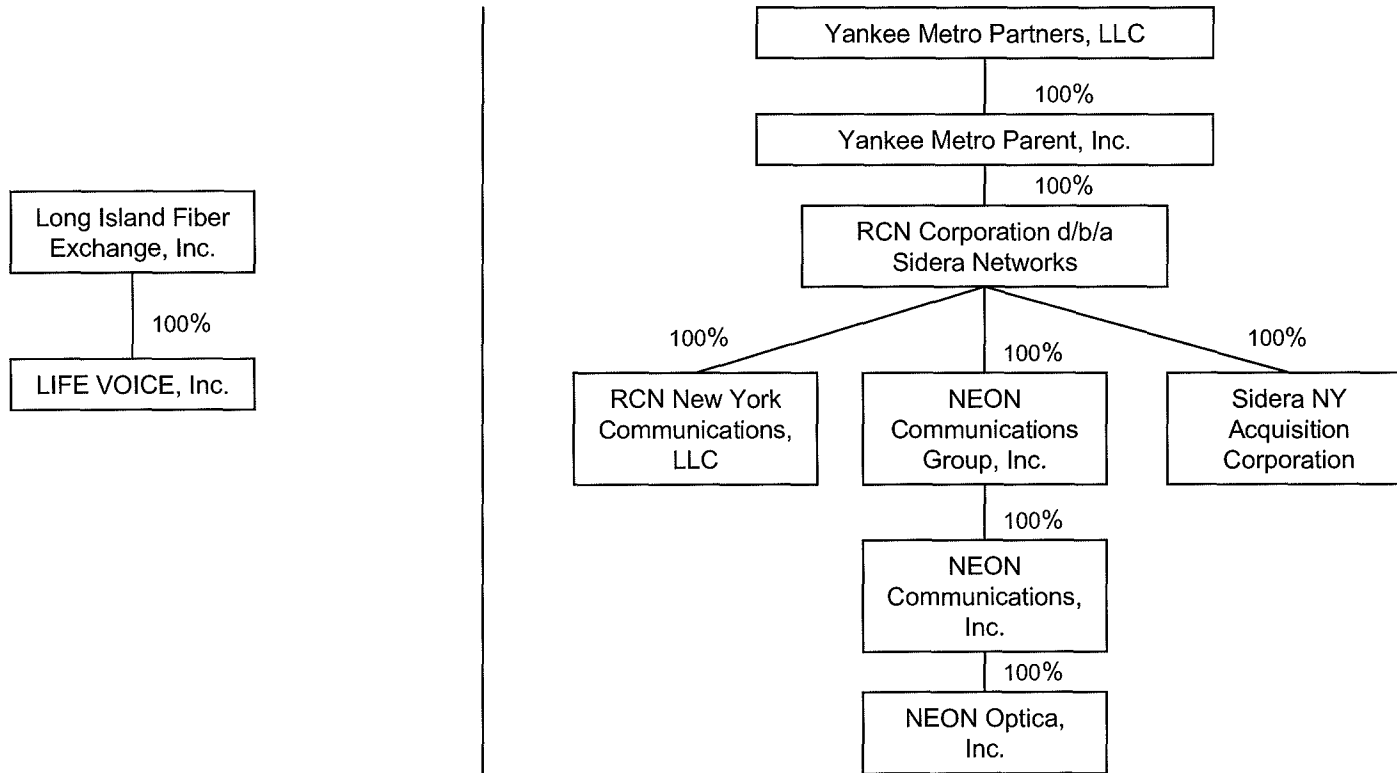 Long Island Fiber
Exchange, Inc.
100%
LIFE VOICE, Inc.
Yankee Metro Partners, LLC
100%
Yankee Metro Parent, Inc.
100%
RCN Corporation d/b/a
Sidera Networks
100%
100%
100%
RCN New York
Communications,
LLC
NEON
Communications
Group, Inc.
Sidera NY
Acquisition
Corporation
100%
NEON
Communications,
Inc.
100%
NEON Optica,
Inc.